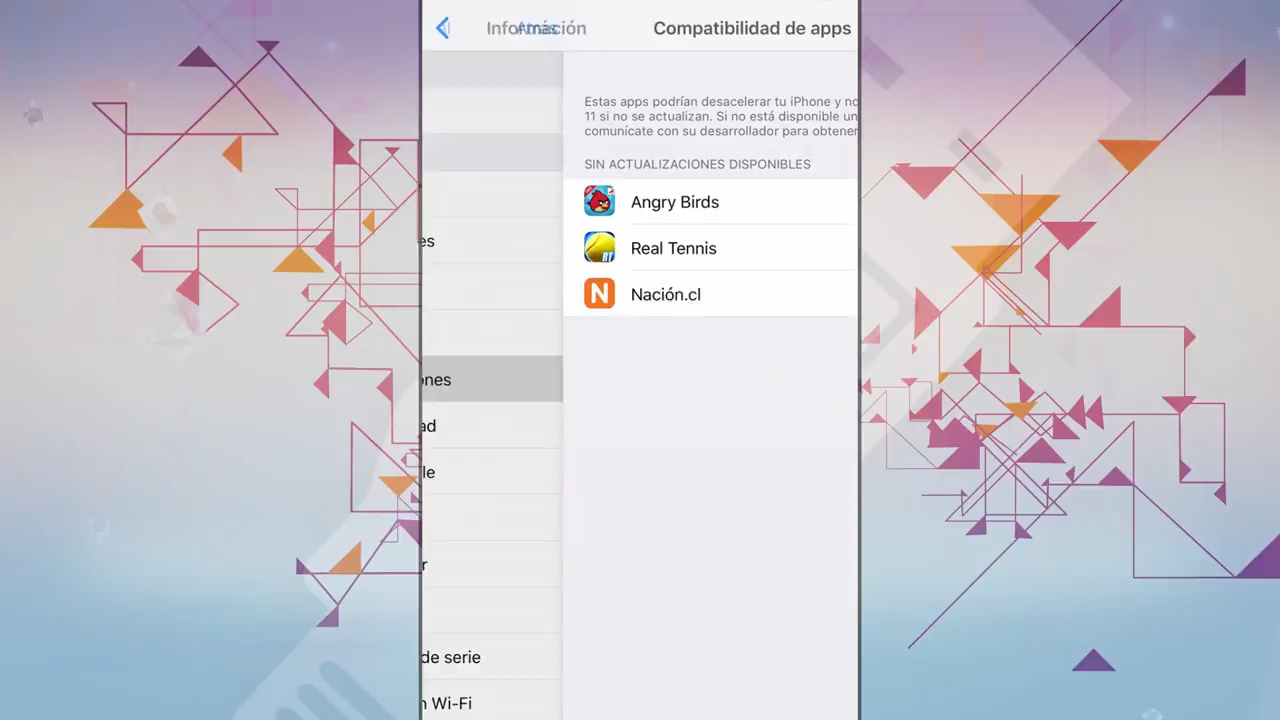 Información
Atrás
Compatibilidad de apps
Estas apps podrían desacelerar tu iPhone y no
11 si no se actualizan. Si no está disponible un
comunícate con su desarrollador para obtener
SIN ACTUALIZACIONES DISPONIBLES
Angry Birds
Real Tennis
RT
N
Nación.cl
es
ones
ad
le
r
de serie
n Wi-Fi